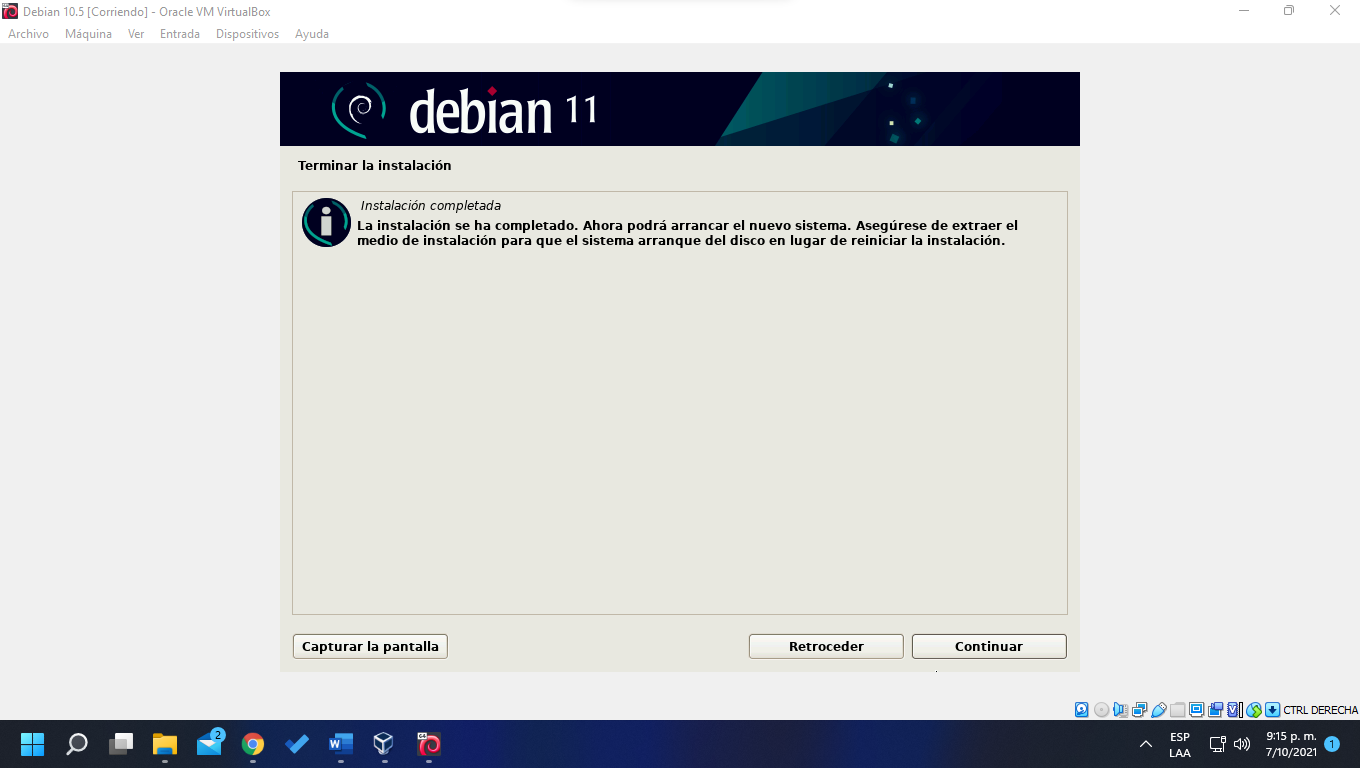 Debian 10.5 [Corriendo] - Oracle VM VirtualBox
Archivo Máquina Ver Entrada Dispositivos Ayuda
debian 11
Terminar la instalación
Instalación completada
La instalación se ha completado. Ahora podrá arrancar el nuevo sistema. Asegúrese de extraer el
medio de instalación para que el sistema arranque del disco en lugar de reiniciar la instalación.
Capturar la pantalla Retroceder Continuar
CTRL DERECHA
2
W
64
ESP
LAA
9:15 p. m.
7/10/2021
1